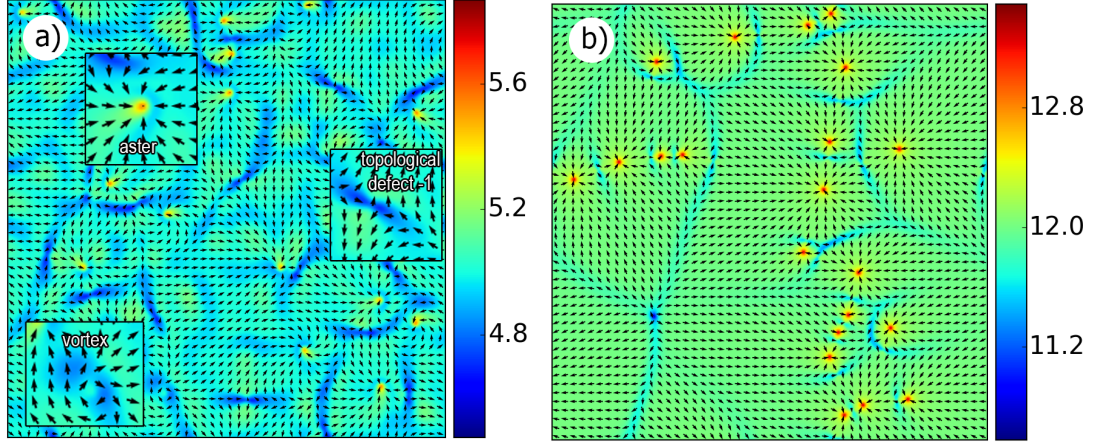 a)
aster
topological
defect -1
vortex
5.6
5.2
4.8
b)
12.8
12.0
11.2